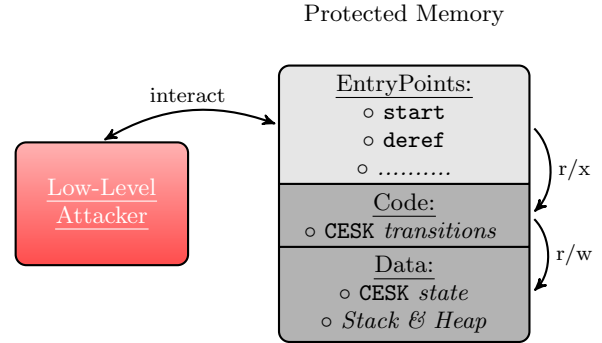 Protected Memory
interact
Low-Level
Attacker
EntryPoints:
○ start
○ deref
○ ..........
r/x
Code:
○ CESK transitions
r/w
Data:
○ CESK state
○ Stack & Heap